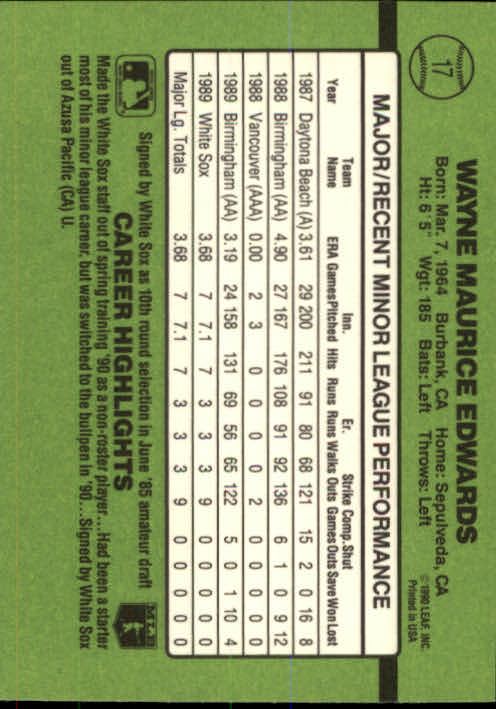 17
WAYNE MAURICE EDWARDS
Born: Mar. 7, 1964 Burbank, CA Home: Sepulveda, CA
Ht: 6' 5" Wgt: 185 Bats: Left Throws: Left
©1990 LEAF, INC.
Printed in USA
MAJOR/RECENT MINOR LEAGUE PERFORMANCE
Team Inn. Er. Strike Comp. Shut
Year Name ERA Games Pitched Hits Runs Runs Walks Outs Games Outs Save Won Lost
1987 Daytona Beach (A) 3.61 29 200 211 91 80 68 121 15 2 0 16 8
1988 Birmingham (AA) 4.90 27 167 176 108 91 92 136 6 1 0 9 12
1988 Vancouver (AAA) 0.00 2 3 0 0 0 0 2 0 0 0 0 0
1989 Birmingham (AA) 3.19 24 158 131 69 56 65 122 5 0 1 10 4
1989 White Sox 3.68 7 7.1 7 3 3 3 9 0 0 0 0 0
Major Lg. Totals 3.68 7 7.1 7 3 3 3 9 0 0 0 0 0
Signed by White Sox as 10th round selection in June '85 amateur draft
CAREER HIGHLIGHTS
MLBPA
Made the White Sox staff out of spring training '90 as a non-roster player...Had been a starter
most of his minor league career, but was switched to the bullpen in '90...Signed by White Sox
out of Azusa Pacific (CA) U.